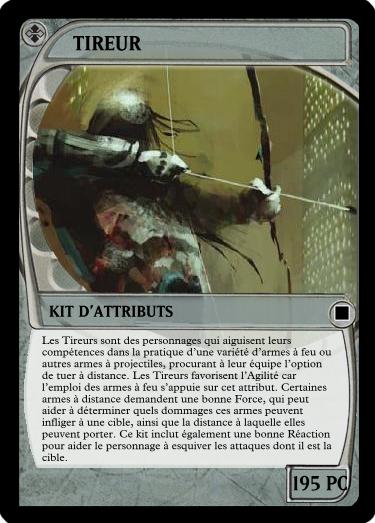 TIREUR
KIT D'ATTRIBUTS
Les Tireurs sont des personnages qui aiguisent leurs
compétences dans la pratique d'une variété d'armes à feu ou
autres armes à projectiles, procurant à leur équipe l'option
de tuer à distance. Les Tireurs favorisent l'Agilité car
l'emploi des armes à feu s'appuie sur cet attribut. Certaines
armes à distance demandent une bonne Force, qui peut
aider à déterminer quels dommages ces armes peuvent
infliger à une cible, ainsi que la distance à laquelle elles
peuvent porter. Ce kit inclut également une bonne Réaction
pour aider le personnage à esquiver les attaques dont il est la
cible.
195 PC